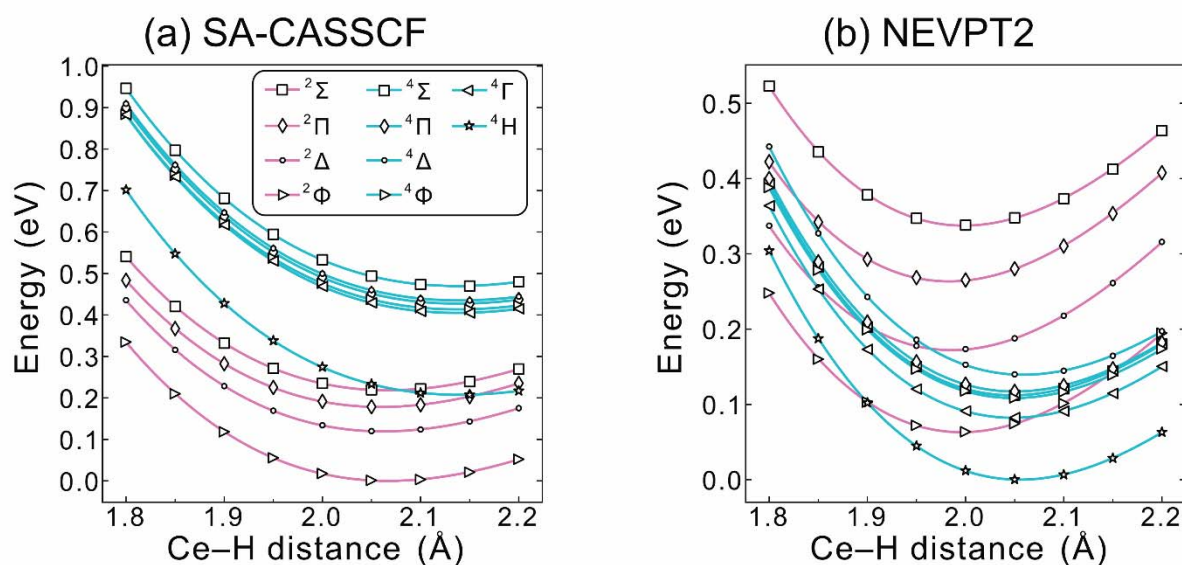 (a) SA-CASSCF
Energy (eV)
1.0
0.9
0.8
0.7
0.6
0.5
0.4
0.3
0.2
0.1
0.0
²Σ ⁴Σ ⁴Γ
²Π ⁴Π ⁴H
²Δ ⁴Δ
²Φ ⁴Φ
1.8 1.9 2.0 2.1 2.2
Ce–H distance (Å)
(b) NEVPT2
Energy (eV)
0.5
0.4
0.3
0.2
0.1
0.0
1.8 1.9 2.0 2.1 2.2
Ce–H distance (Å)